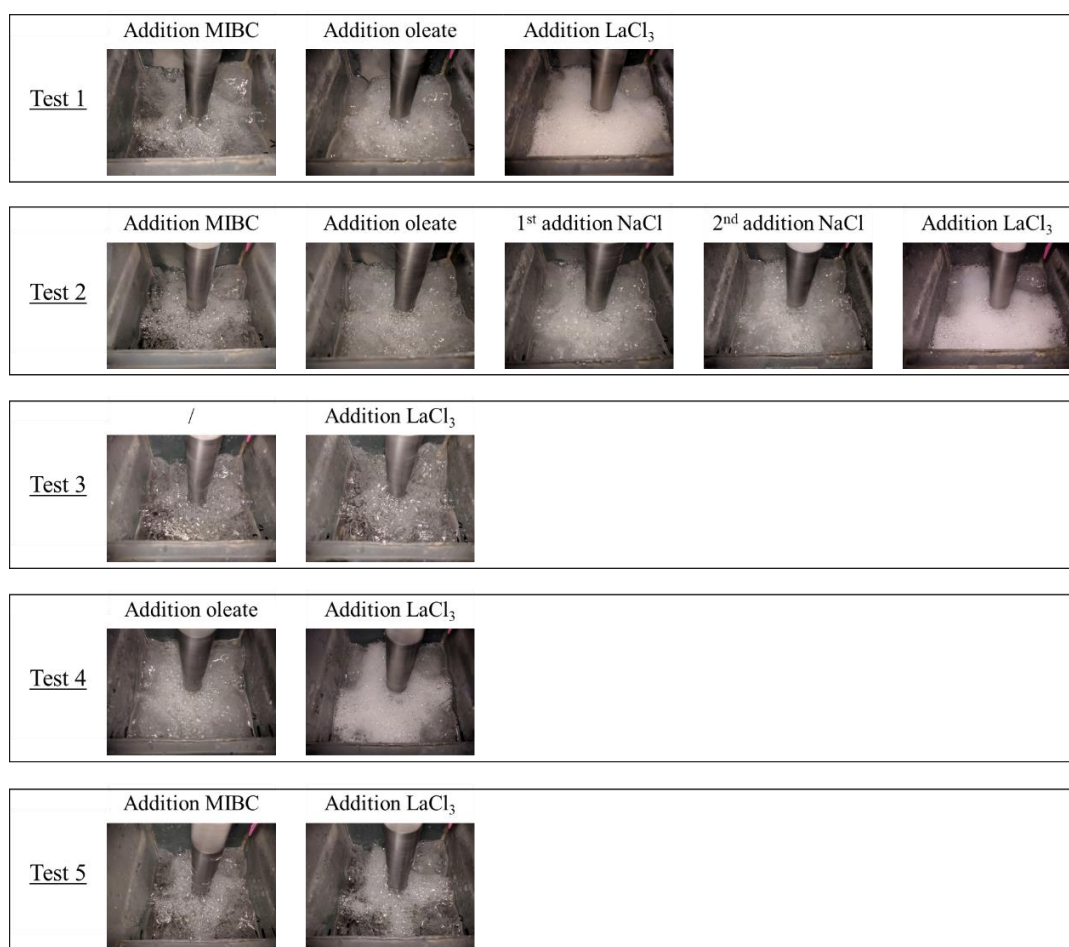 Addition MIBC Addition oleate Addition LaCl₃
Test 1
Addition MIBC Addition oleate 1ˢᵗ addition NaCl 2ⁿᵈ addition NaCl Addition LaCl₃
Test 2
/ Addition LaCl₃
Test 3
Addition oleate Addition LaCl₃
Test 4
Addition MIBC Addition LaCl₃
Test 5